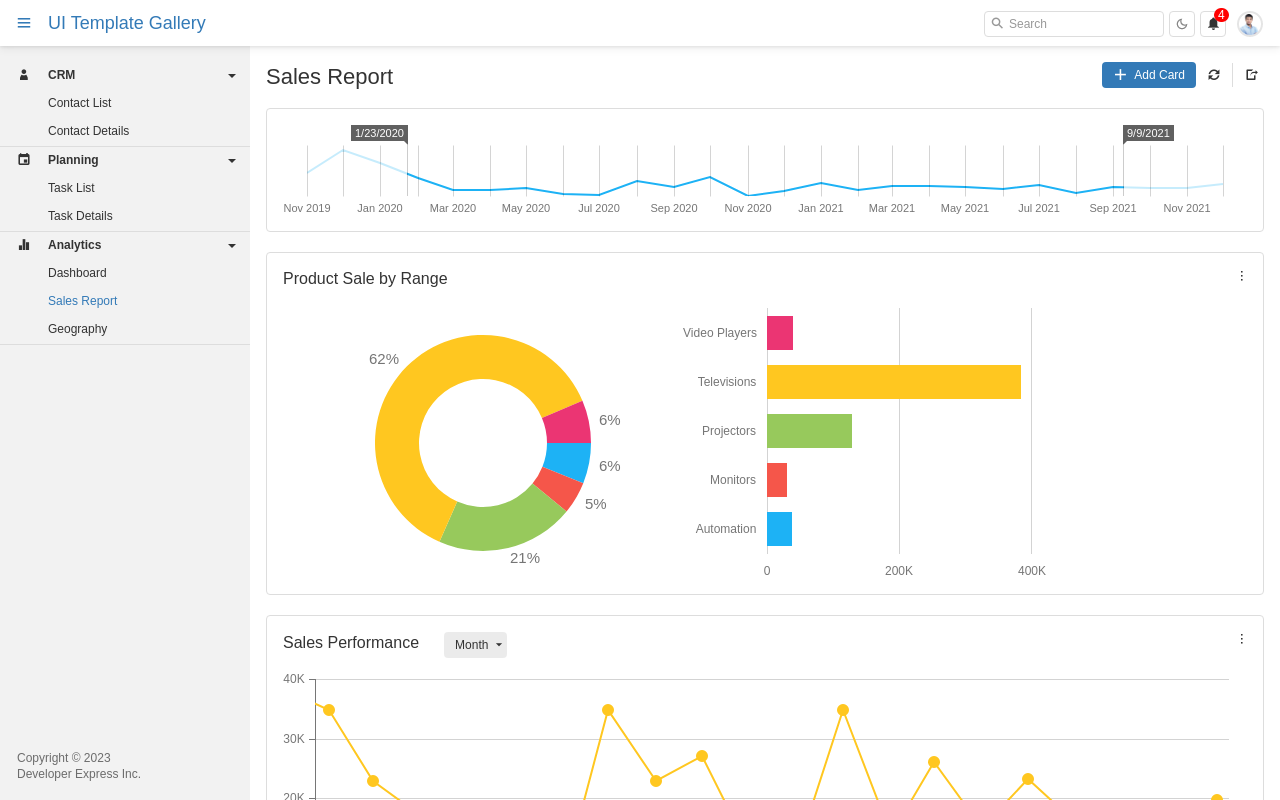 UI Template Gallery
Search
4
CRM
Contact List
Contact Details
Planning
Task List
Task Details
Analytics
Dashboard
Sales Report
Geography
Copyright © 2023
Developer Express Inc.
Sales Report
Add Card
1/23/2020
9/9/2021
Nov 2019 Jan 2020 Mar 2020 May 2020 Jul 2020 Sep 2020 Nov 2020 Jan 2021 Mar 2021 May 2021 Jul 2021 Sep 2021 Nov 2021
Product Sale by Range
62%
6%
6%
5%
21%
Video Players
Televisions
Projectors
Monitors
Automation
0 200K 400K
Sales Performance
Month
40K
30K
20K